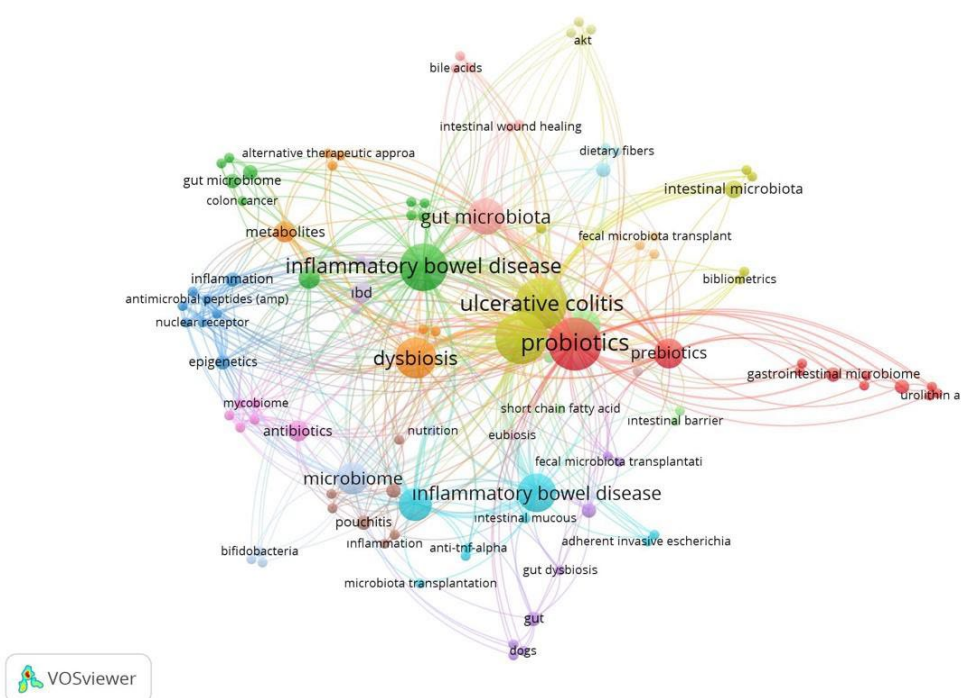 akt
bile acids
intestinal wound healing
alternative therapeutic approa
dietary fibers
gut microbiome
intestinal microbiota
colon cancer
gut microbiota
metabolites
fecal microbiota transplant
inflammatory bowel disease
inflammation
bibliometrics
ibd
antimicrobial peptides (amp)
ulcerative colitis
nuclear receptor
probiotics
prebiotics
dysbiosis
epigenetics
gastrointestinal microbiome
urolithin a
mycobiome
short chain fatty acid
intestinal barrier
antibiotics
nutrition
eubiosis
fecal microbiota transplantati
microbiome
inflammatory bowel disease
pouchitis
intestinal mucous
inflammation
anti-tnf-alpha
adherent invasive escherichia
bifidobacteria
gut dysbiosis
microbiota transplantation
gut
dogs
VOSviewer